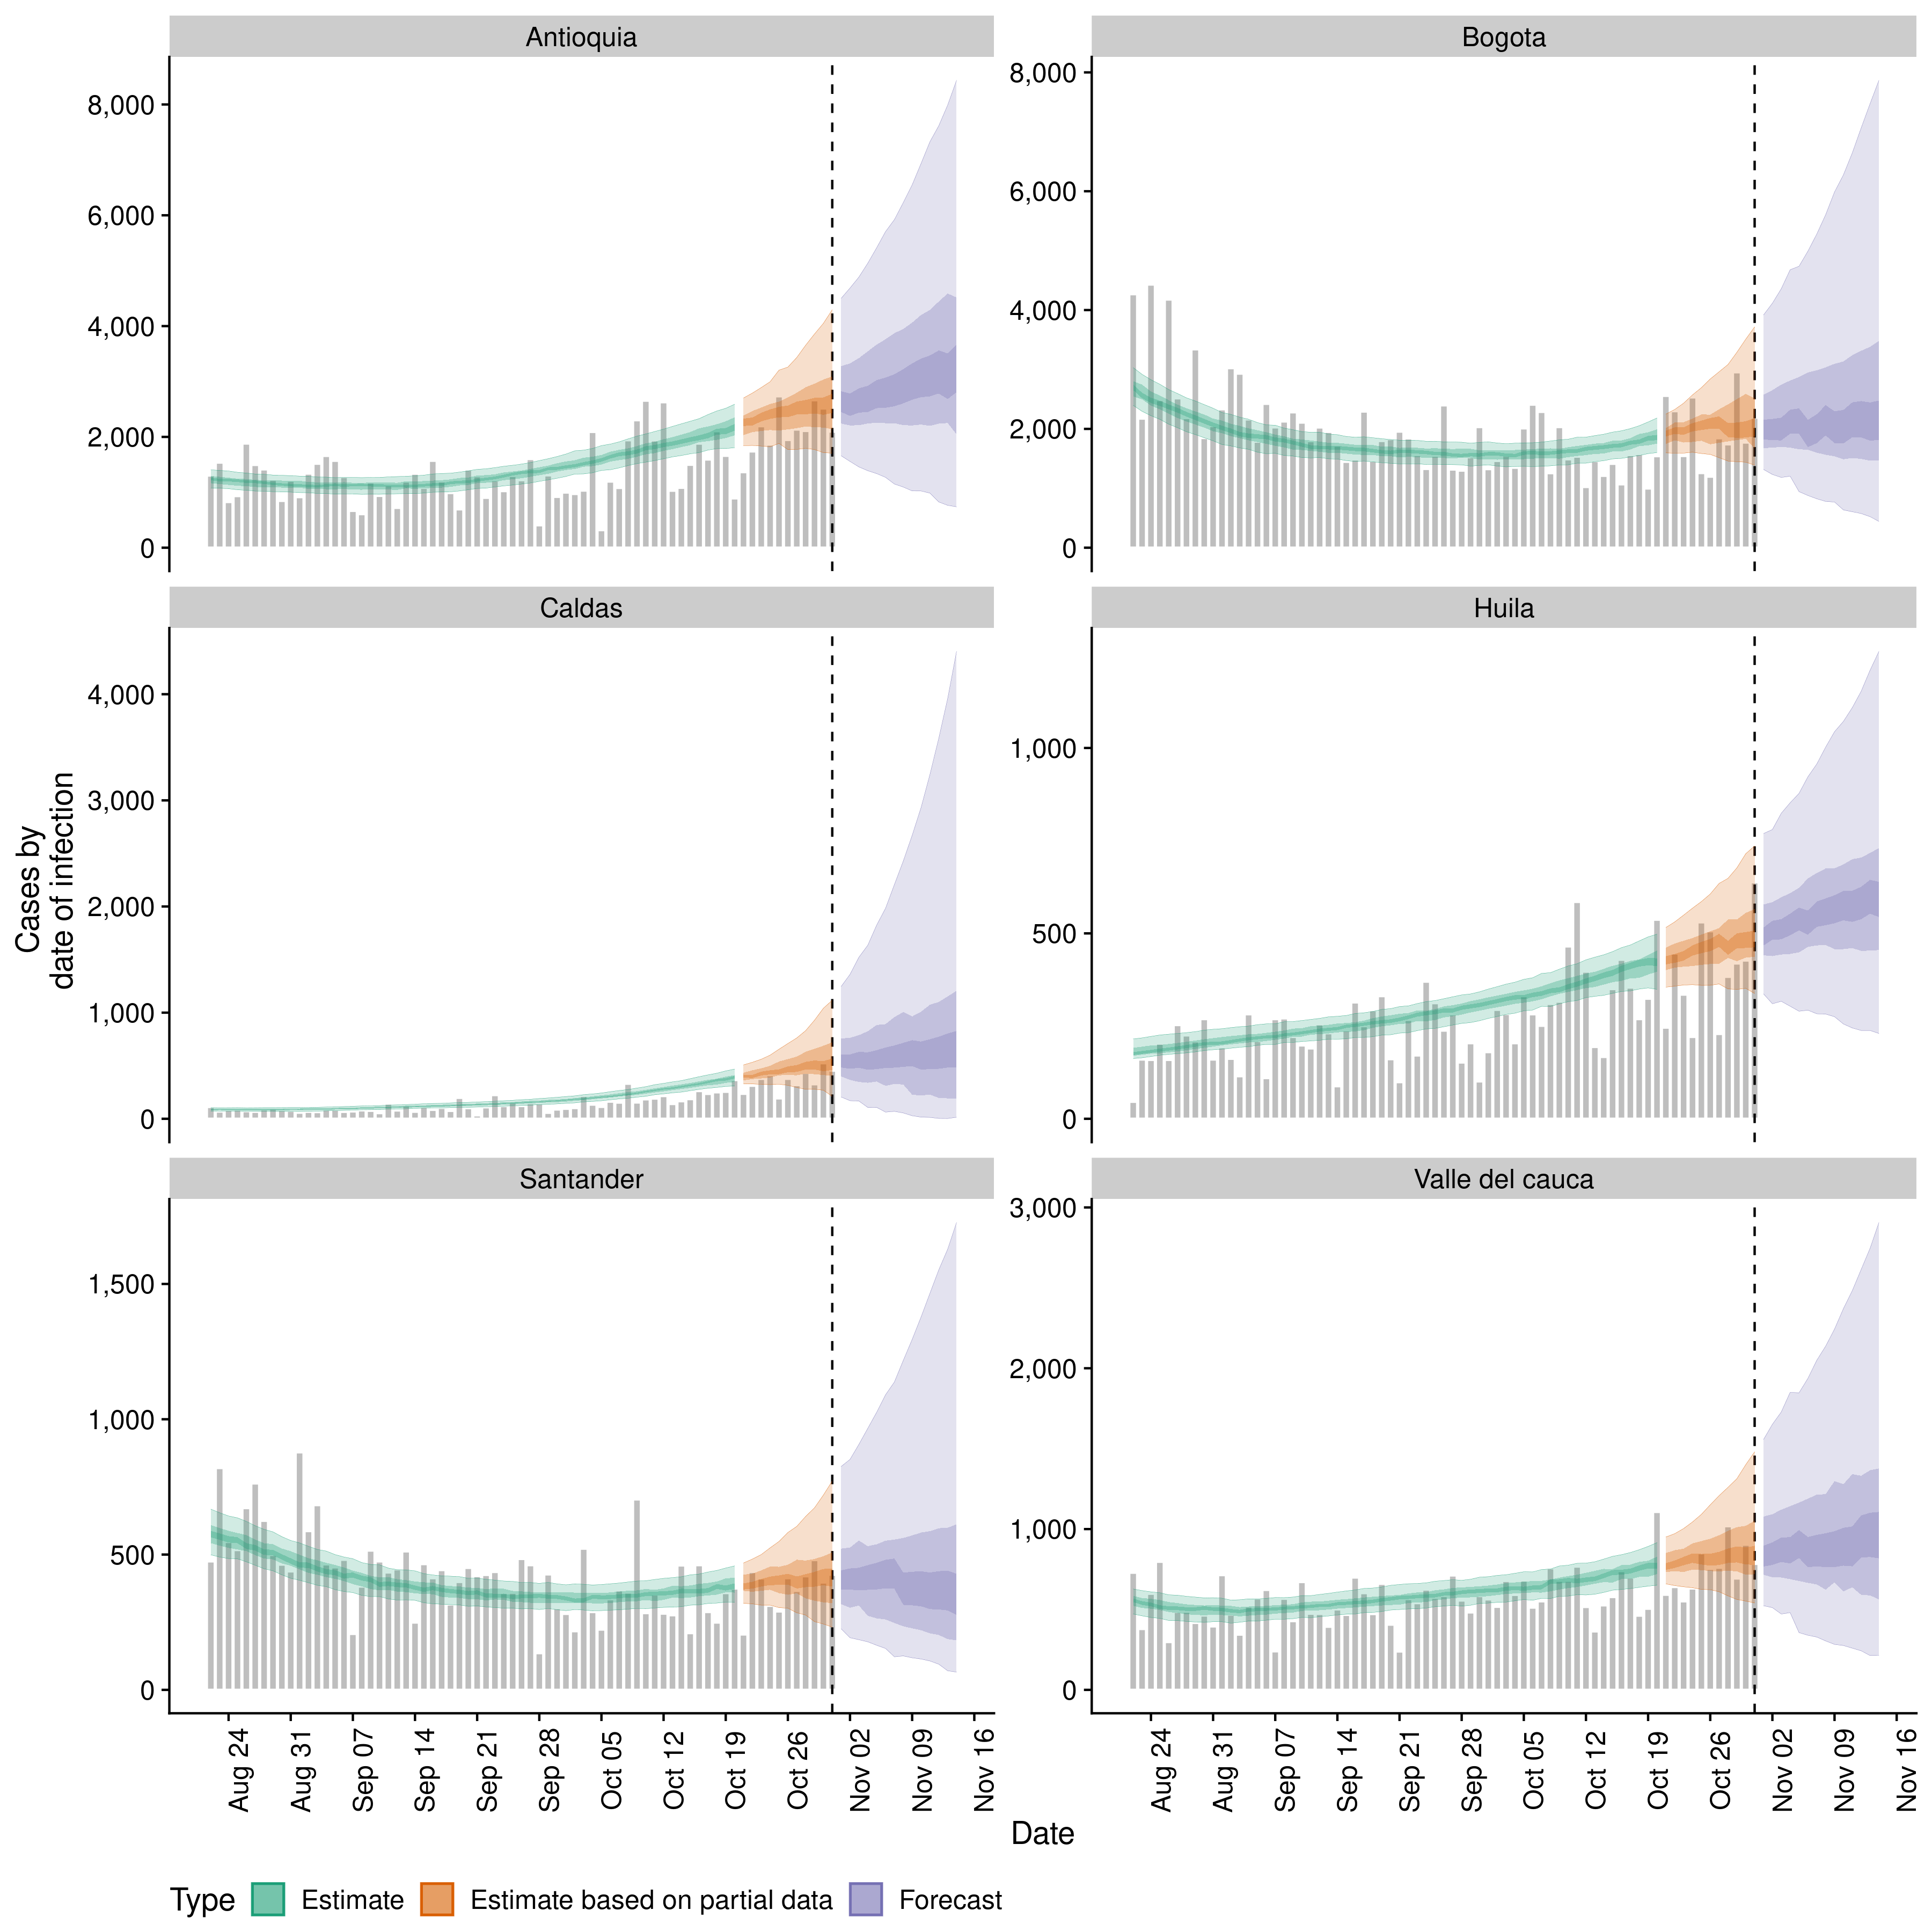 Antioquia
Bogota
8,000
6,000
4,000
2,000
0
8,000
6,000
4,000
2,000
0
Caldas
Huila
4,000
3,000
2,000
1,000
0
1,000
500
0
Santander
Valle del cauca
1,500
1,000
500
0
3,000
2,000
1,000
0
Cases by
date of infection
Aug 24
Aug 31
Sep 07
Sep 14
Sep 21
Sep 28
Oct 05
Oct 12
Oct 19
Oct 26
Nov 02
Nov 09
Nov 16
Aug 24
Aug 31
Sep 07
Sep 14
Sep 21
Sep 28
Oct 05
Oct 12
Oct 19
Oct 26
Nov 02
Nov 09
Nov 16
Date
Type Estimate Estimate based on partial data Forecast